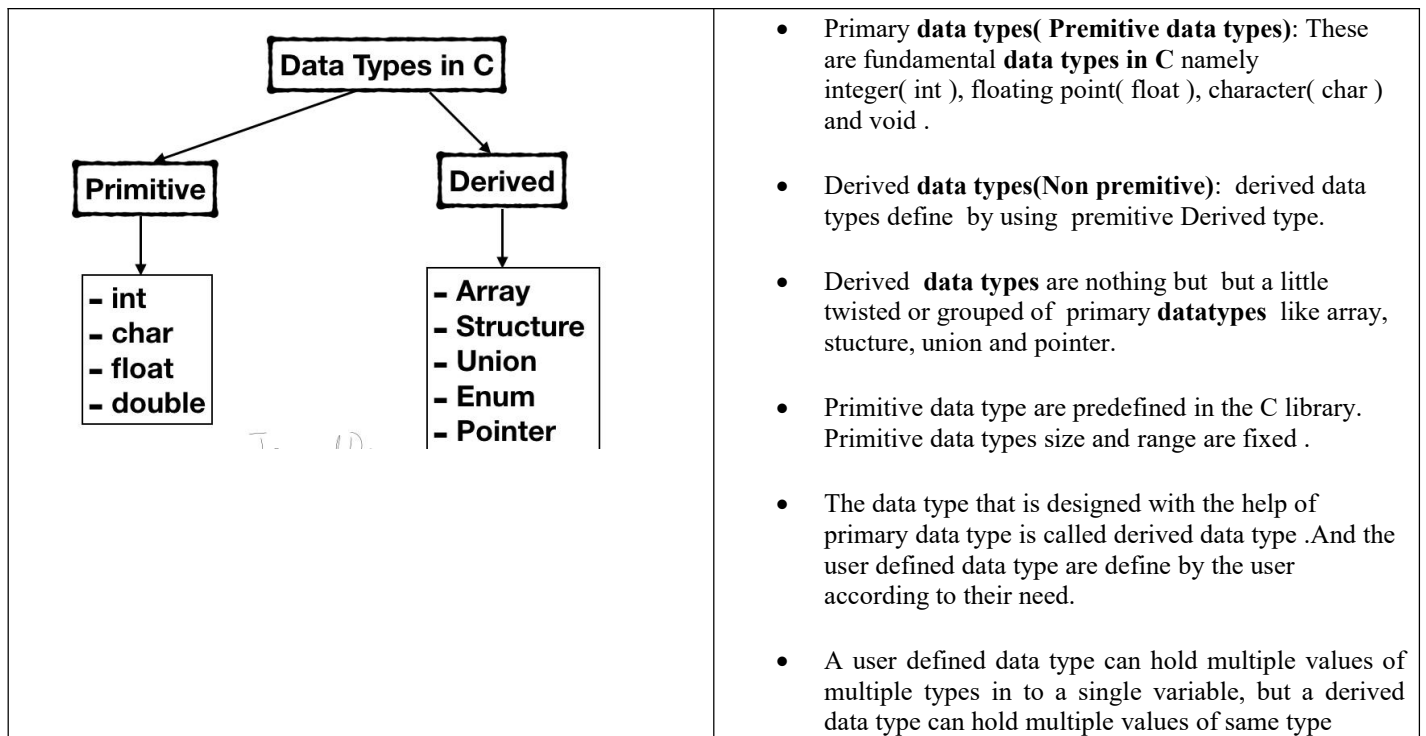 Data Types in C
Primitive
Derived
- int
- char
- float
- double
- Array
- Structure
- Union
- Enum
- Pointer
• Primary data types( Premitive data types): These
are fundamental data types in C namely
integer( int ), floating point( float ), character( char )
and void .
• Derived data types(Non premitive): derived data
types define by using premitive Derived type.
• Derived data types are nothing but but a little
twisted or grouped of primary datatypes like array,
stucture, union and pointer.
• Primitive data type are predefined in the C library.
Primitive data types size and range are fixed .
• The data type that is designed with the help of
primary data type is called derived data type .And the
user defined data type are define by the user
according to their need.
• A user defined data type can hold multiple values of
multiple types in to a single variable, but a derived
data type can hold multiple values of same type